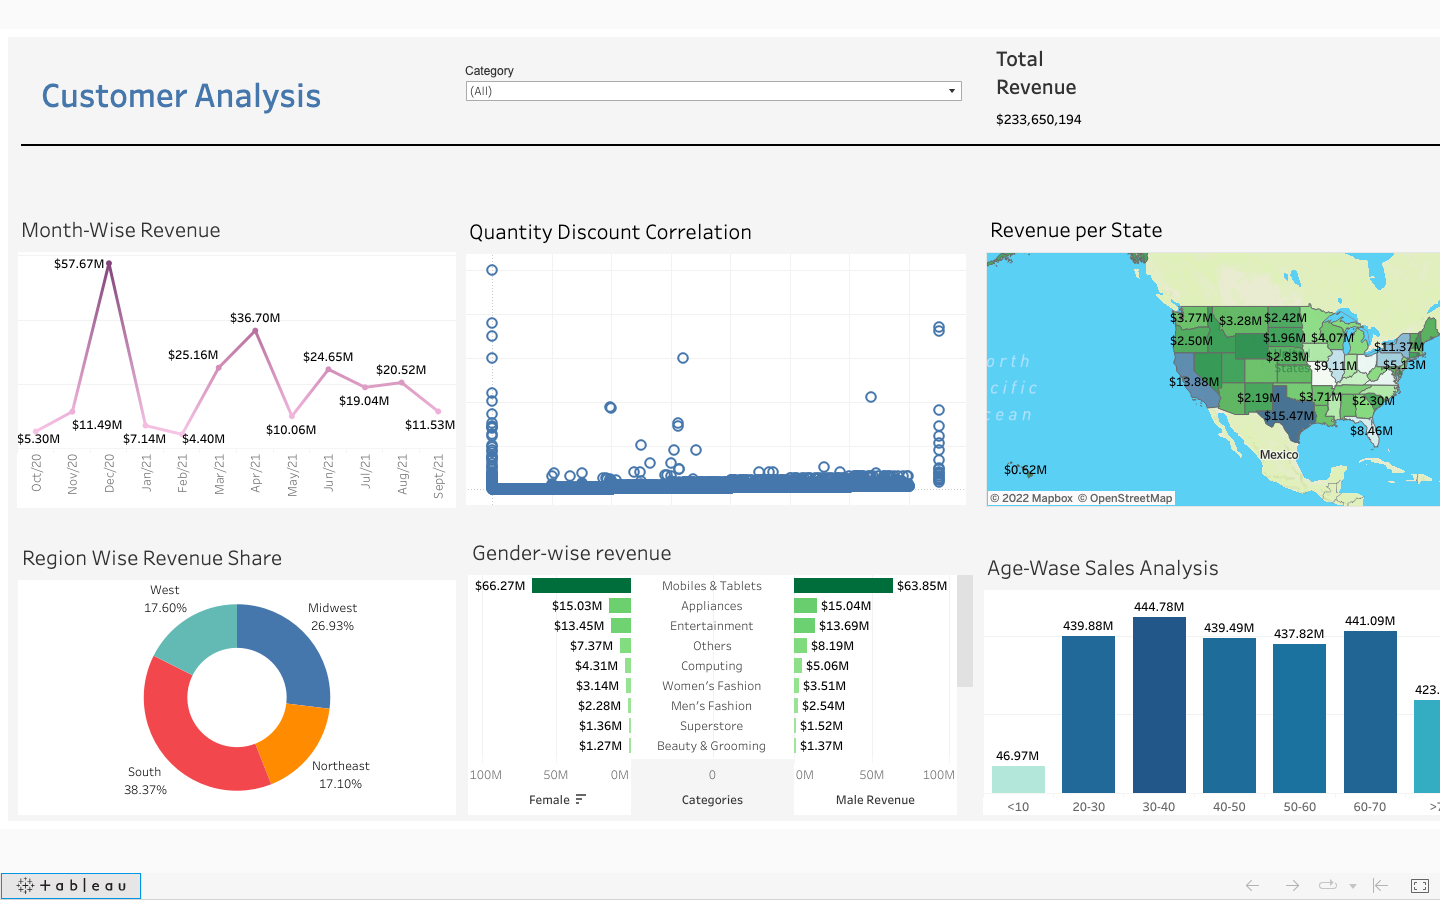 Customer Analysis
Category
(All)
Total
Revenue
$233,650,194
Month-Wise Revenue
$57.67M
$36.70M
$25.16M
$24.65M
$20.52M
$19.04M
$11.49M
$11.53M
$10.06M
$5.30M
$7.14M
$4.40M
Oct/20
Nov/20
Dec/20
Jan/21
Feb/21
Mar/21
Apr/21
May/21
Jun/21
Jul/21
Aug/21
Sept/21
Quantity Discount Correlation
Revenue per State
$3.77M
$3.28M
$2.42M
$2.50M
$1.96M
$4.07M
$11.37M
$2.83M
$9.11M
$5.13M
States
$13.88M
$2.19M
$3.71M
$2.30M
$15.47M
$8.46M
$0.62M
Mexico
orth
cific
cean
© 2022 Mapbox © OpenStreetMap
Region Wise Revenue Share
West
17.60%
Midwest
26.93%
South
38.37%
Northeast
17.10%
Gender-wise revenue
$66.27M Mobiles & Tablets $63.85M
$15.03M Appliances $15.04M
$13.45M Entertainment $13.69M
$7.37M Others $8.19M
$4.31M Computing $5.06M
$3.14M Women's Fashion $3.51M
$2.28M Men's Fashion $2.54M
$1.36M Superstore $1.52M
$1.27M Beauty & Grooming $1.37M
100M 50M 0M 0 0M 50M 100M
Female Categories Male Revenue
Age-Wase Sales Analysis
46.97M
439.88M
444.78M
439.49M
437.82M
441.09M
423.
<10 20-30 30-40 40-50 50-60 60-70 >7
+ableau